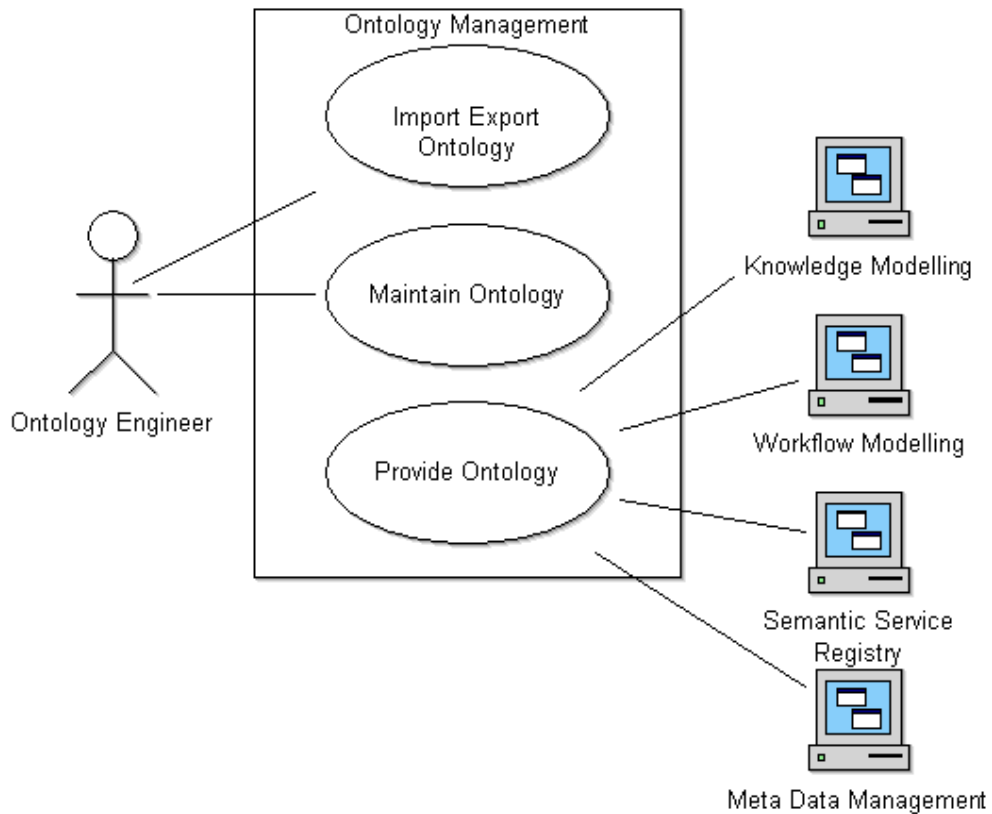 Ontology Management
Import Export
Ontology
Maintain Ontology
Provide Ontology
Ontology Engineer
Knowledge Modelling
Workflow Modelling
Semantic Service
Registry
Meta Data Management